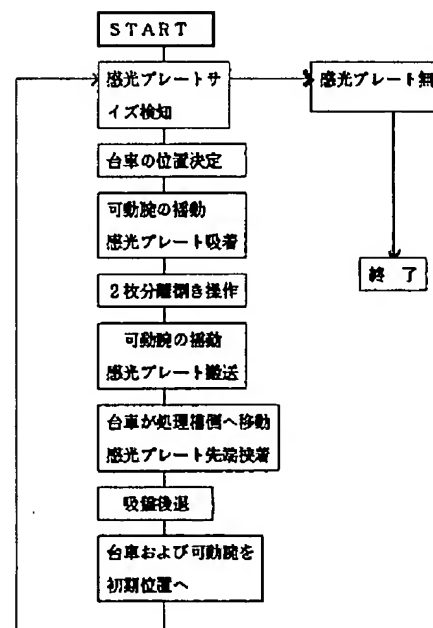 START
感光プレートサ
イズ検知
感光プレート無
台車の位置決定
可動腕の揺動
感光プレート吸着
終 了
2枚分離捌き操作
可動腕の揺動
感光プレート搬送
台車が処理槽側へ移動
感光プレート先端挟着
吸盤後退
台車および可動腕を
初期位置へ